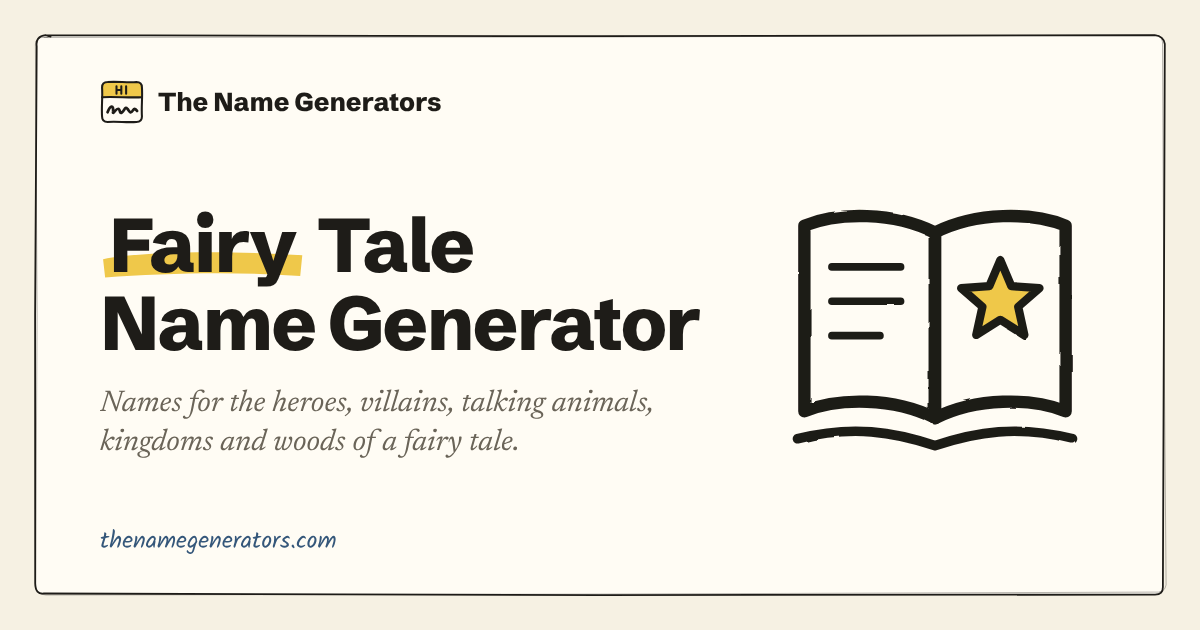 HI
The Name Generators
Fairy Tale
Name Generator
Names for the heroes, villains, talking animals,
kingdoms and woods of a fairy tale.
thenamegenerators.com